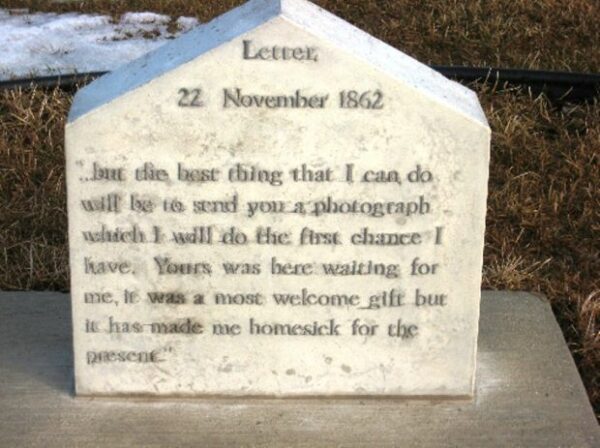 Letter,
22 November 1862
"...but the best thing that I can do
will be to send you a photograph
which I will do the first chance I
have. Yours was here waiting for
me, it was a most welcome gift but
it has made me homesick for the
present."